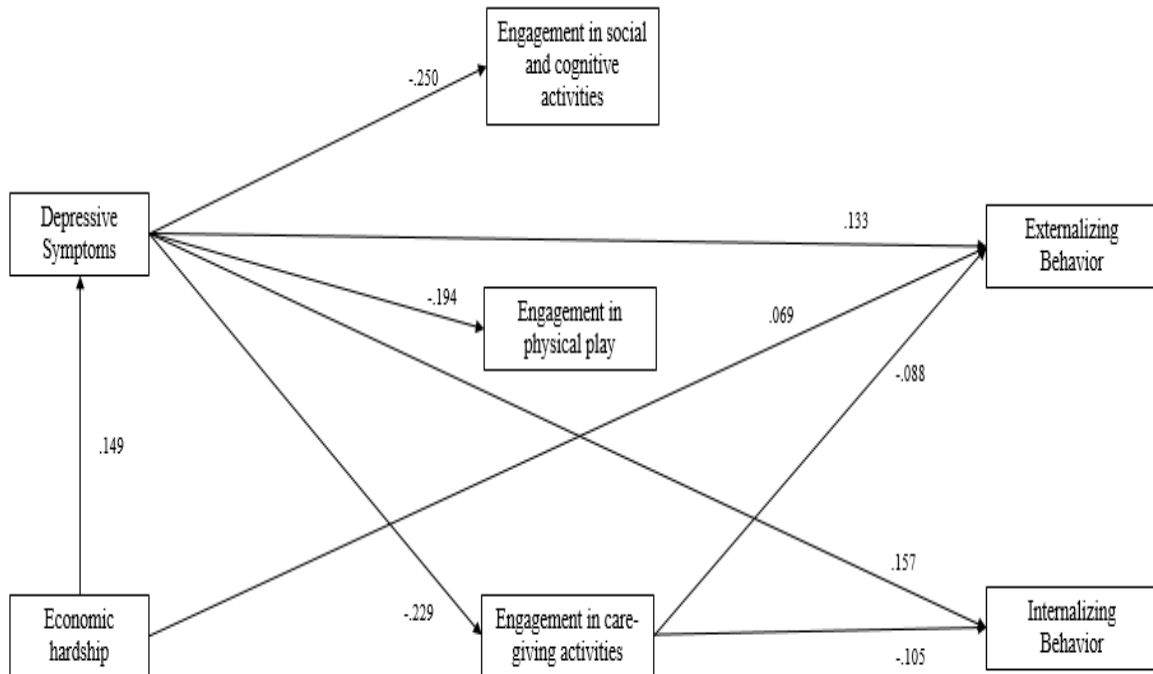 Engagement in social
and cognitive
activities
-.250
Depressive
Symptoms
.133
Externalizing
Behavior
-.194
Engagement in
physical play
.069
-.088
.149
.157
Economic
hardship
-.229
Engagement in care-
giving activities
Internalizing
Behavior
-.105